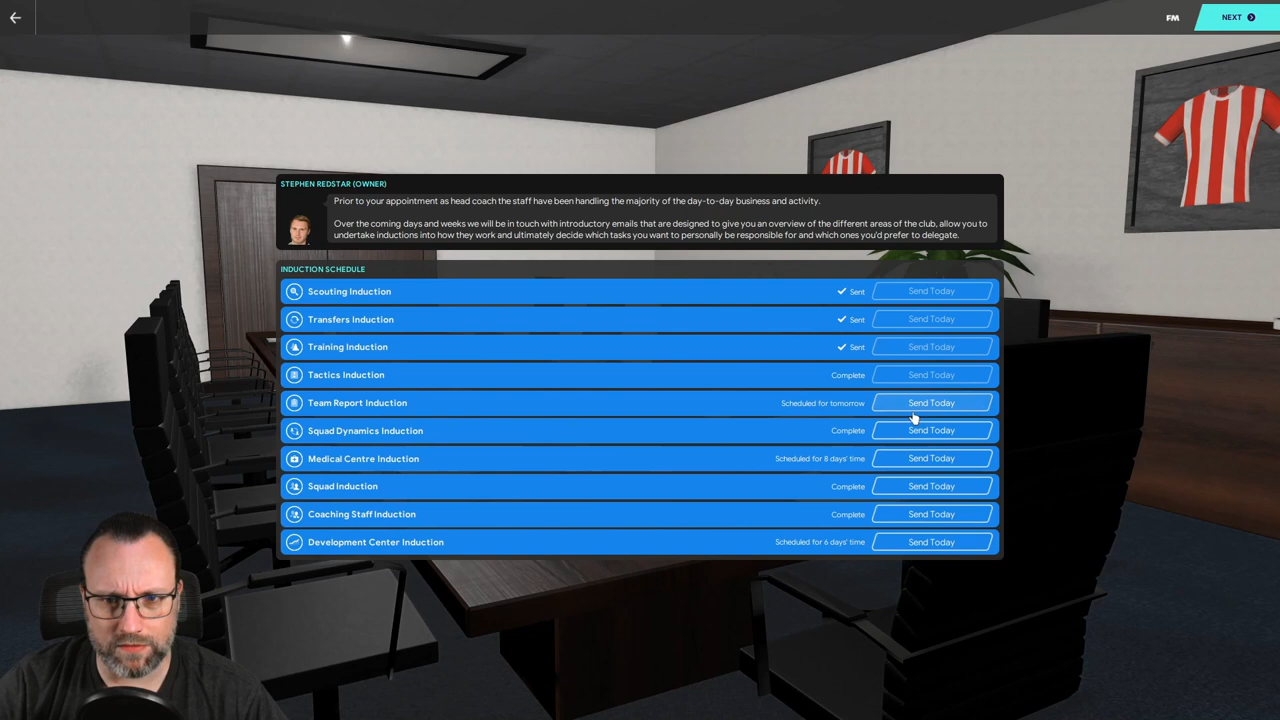 FM
NEXT
STEPHEN REDSTAR (OWNER)
Prior to your appointment as head coach the staff have been handling the majority of the day-to-day business and activity.
Over the coming days and weeks we will be in touch with introductory emails that are designed to give you an overview of the different areas of the club, allow you to
undertake inductions into how they work and ultimately decide which tasks you want to personally be responsible for and which ones you'd prefer to delegate.
INDUCTION SCHEDULE
Scouting Induction Sent Send Today
Transfers Induction Sent Send Today
Training Induction Sent Send Today
Tactics Induction Complete Send Today
Team Report Induction Scheduled for tomorrow Send Today
Squad Dynamics Induction Complete Send Today
Medical Centre Induction Scheduled for 8 days' time Send Today
Squad Induction Complete Send Today
Coaching Staff Induction Complete Send Today
Development Center Induction Scheduled for 6 days' time Send Today